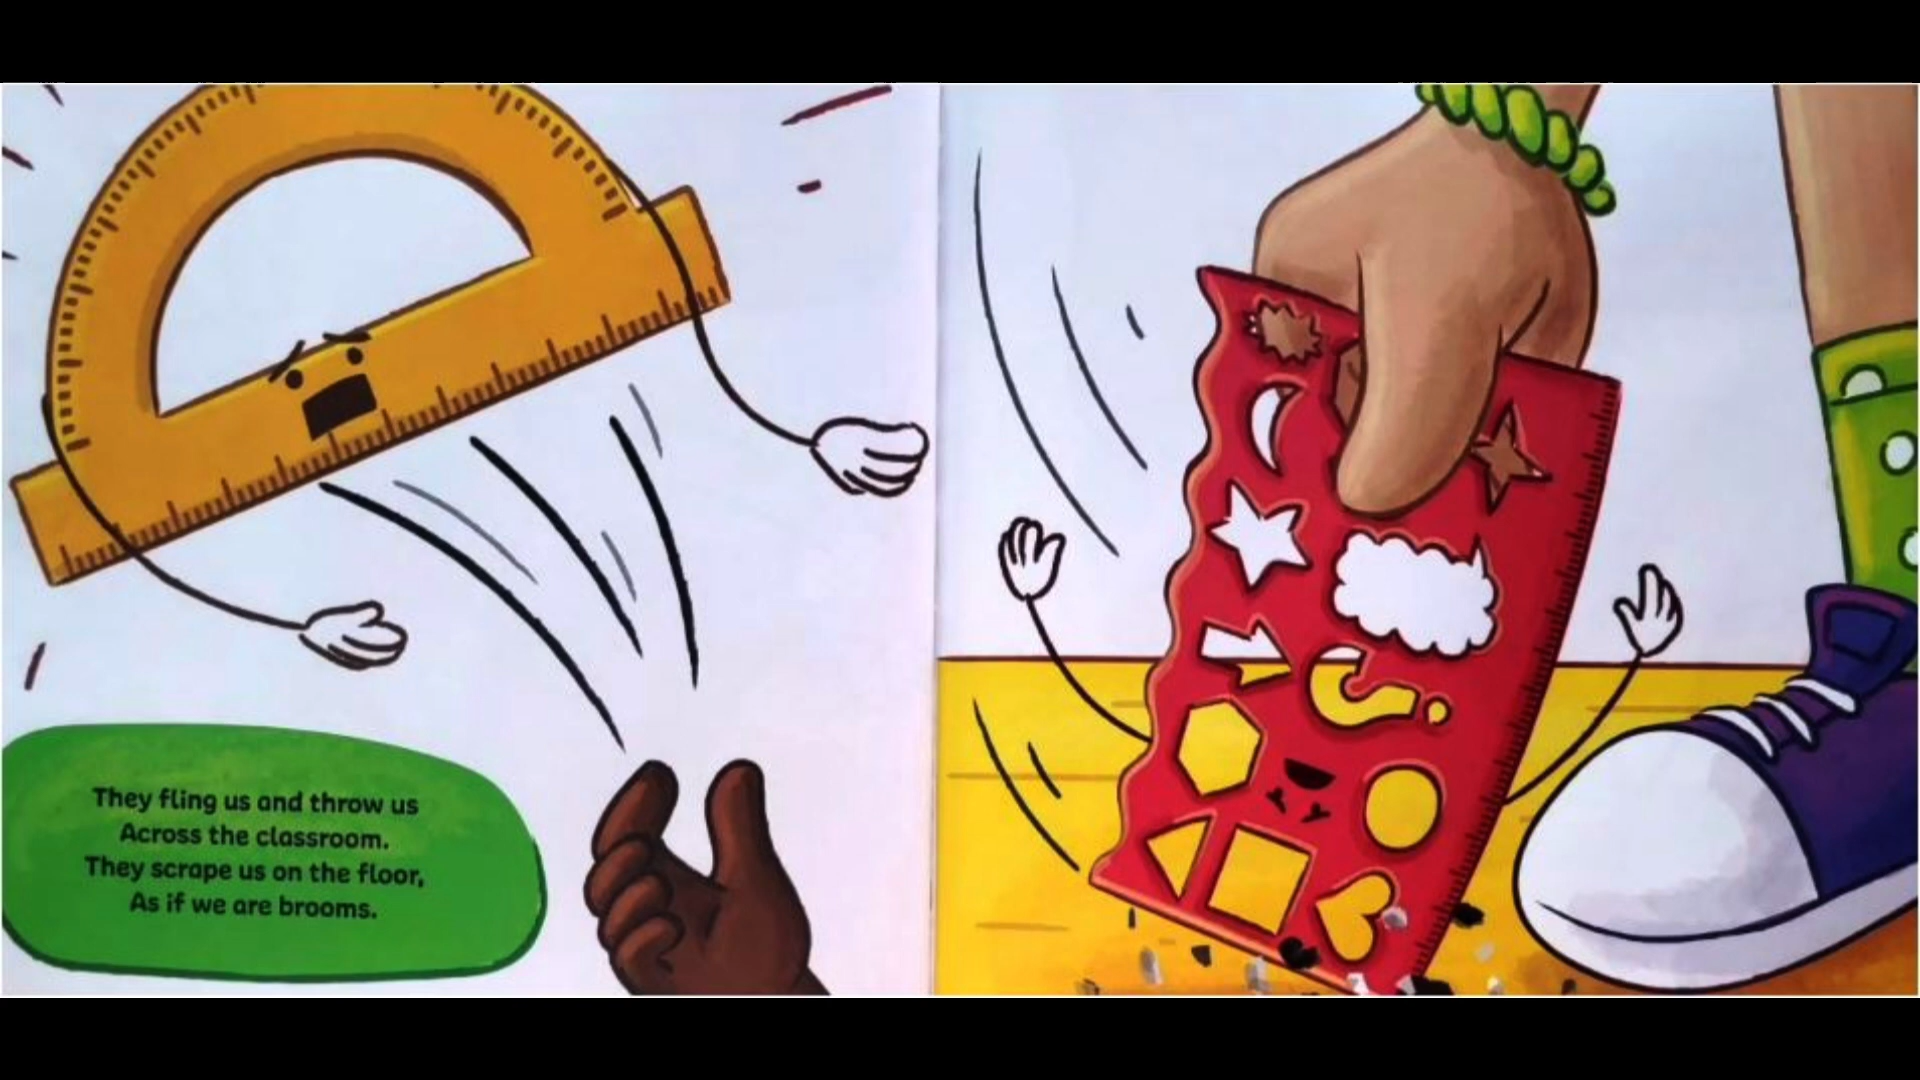 They fling us and throw us
Across the classroom.
They scrape us on the floor,
As if we are brooms.